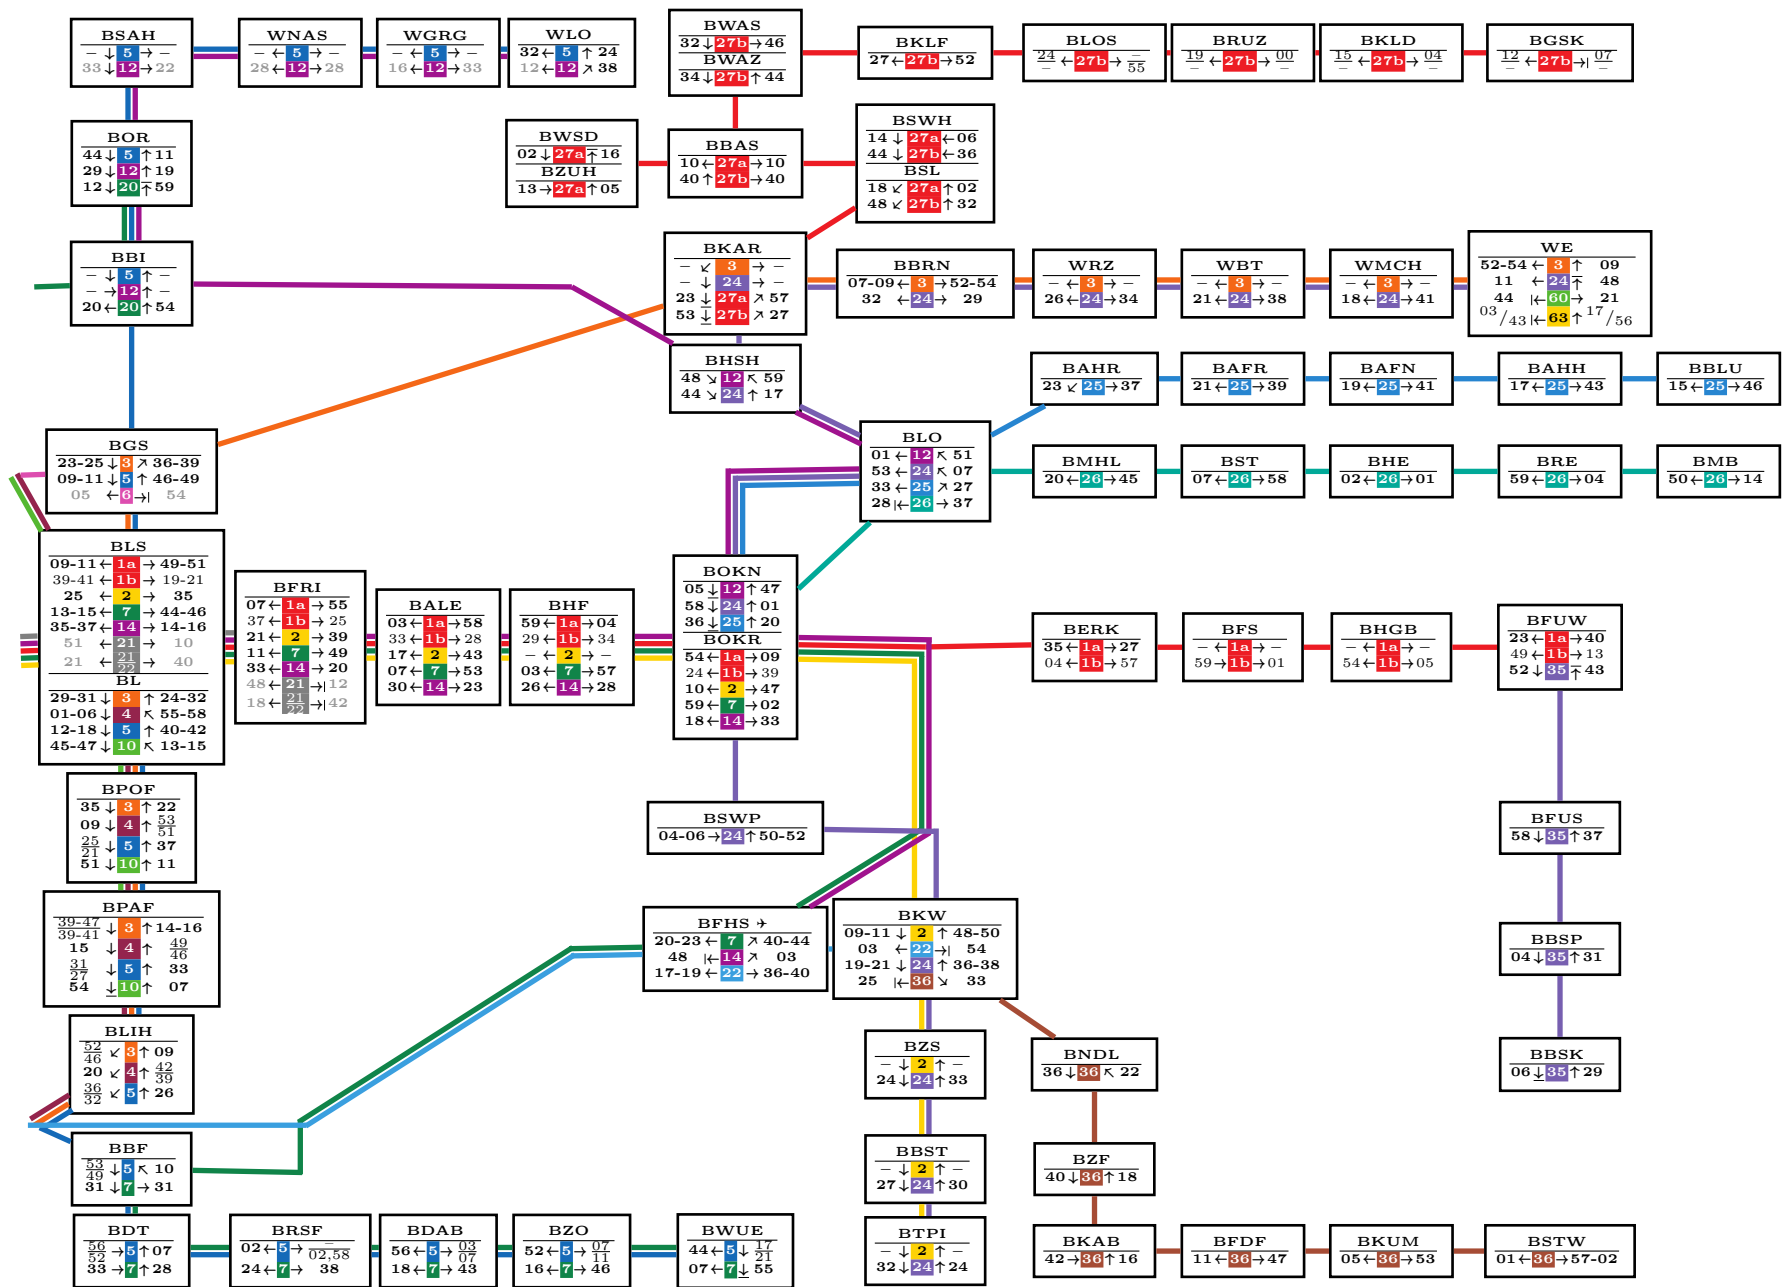 BSAH
– ↓ 5 → –
33 ↓ 12 → 22
WNAS
– ← 5 → –
28 ← 12 → 28
WGRG
– ← 5 → –
16 ← 12 → 33
WLO
32 ← 5 ↑ 24
12 ← 12 ↗ 38
BWAS
32 ↓ 27b → 46
BWAZ
34 ↓ 27b ↑ 44
BKLF
27 ← 27b → 52
BLOS
24/– ← 27b → –/55
BRUZ
19/– ← 27b → 00/–
BKLD
15/– ← 27b → 04/–
BGSK
12/– ← 27b →| 07/–
BOR
44 ↓ 5 ↑ 11
29 ↓ 12 ↑ 19
12 ↓ 20 ↑ 59
BWSD
02 ↓ 27a ↑ 16
BZUH
13 → 27a ↑ 05
BBAS
10 ← 27a → 10
40 ↑ 27b → 40
BSWH
14 ↓ 27a ← 06
44 ↓ 27b ← 36
BSL
18 ↙ 27a ↑ 02
48 ↙ 27b ↑ 32
BBI
– ↓ 5 ↑ –
– → 12 ↑ –
20 ← 20 ↑ 54
BKAR
– ↙ 3 → –
– ↓ 24 → –
23 ↓ 27a ↗ 57
53 ↓ 27b ↗ 27
BBRN
07-09 ← 3 → 52-54
32 ← 24 → 29
WRZ
– ← 3 → –
26 ← 24 → 34
WBT
– ← 3 → –
21 ← 24 → 38
WMCH
– ← 3 → –
18 ← 24 → 41
WE
52-54 ← 3 ↑ 09
11 ← 24 ↑ 48
44 |← 60 → 21
03/43 |← 63 ↑ 17/56
BHSH
48 ↘ 12 ↖ 59
44 ↘ 24 ↑ 17
BAHR
23 ↙ 25 → 37
BAFR
21 ← 25 → 39
BAFN
19 ← 25 → 41
BAHH
17 ← 25 → 43
BBLU
15 ← 25 → 46
BGS
23-25 ↓ 3 ↗ 36-39
09-11 ↓ 5 ↑ 46-49
05 ← 6 →| 54
BLO
01 ← 12 ↖ 51
53 ← 24 ↖ 07
33 ← 25 ↗ 27
28 |← 26 → 37
BMHL
20 ← 26 → 45
BST
07 ← 26 → 58
BHE
02 ← 26 → 01
BRE
59 ← 26 → 04
BMB
50 ← 26 → 14
BLS
09-11 ← 1a → 49-51
39-41 ← 1b → 19-21
25 ← 2 → 35
13-15 ← 7 → 44-46
35-37 ← 14 → 14-16
51 ← 21 → 10
21 ← 21/22 → 40
BL
29-31 ↓ 3 ↑ 24-32
01-06 ↓ 4 ↖ 55-58
12-18 ↓ 5 ↑ 40-42
45-47 ↓ 10 ↖ 13-15
BFRI
07 ← 1a → 55
37 ← 1b → 25
21 ← 2 → 39
11 ← 7 → 49
33 ← 14 → 20
48 ← 21 →| 12
18 ← 21/22 →| 42
BALE
03 ← 1a → 58
33 ← 1b → 28
17 ← 2 → 43
07 ← 7 → 53
30 ← 14 → 23
BHF
59 ← 1a → 04
29 ← 1b → 34
– ← 2 → –
03 ← 7 → 57
26 ← 14 → 28
BOKN
05 ↓ 12 ↑ 47
58 ↓ 24 ↑ 01
36 ↓ 25 ↑ 20
BOKR
54 ← 1a → 09
24 ← 1b → 39
10 ← 2 → 47
59 ← 7 → 02
18 ← 14 → 33
BERK
35 ← 1a → 27
04 ← 1b → 57
BFS
– ← 1a → –
59 → 1b → 01
BHGB
– ← 1a → –
54 ← 1b → 05
BFUW
23 ← 1a → 40
49 ← 1b → 13
52 ↓ 35 ↑ 43
BPOF
35 ↓ 3 ↑ 22
09 ↓ 4 ↑ 53/51
25/21 ↓ 5 ↑ 37
51 ↓ 10 ↑ 11
BSWP
04-06 → 24 ↑ 50-52
BFUS
58 ↓ 35 ↑ 37
BPAF
39-47/39-41 ↓ 3 ↑ 14-16
15 ↓ 4 ↑ 49/46
31/27 ↓ 5 ↑ 33
54 ↓ 10 ↑ 07
BFHS ✈
20-23 ← 7 ↗ 40-44
48 |← 14 ↗ 03
17-19 ← 22 → 36-40
BKW
09-11 ↓ 2 ↑ 48-50
03 ← 22 →| 54
19-21 ↓ 24 ↑ 36-38
25 |← 36 ↘ 33
BBSP
04 ↓ 35 ↑ 31
BLIH
52/46 ↙ 3 ↑ 09
20 ↙ 4 ↑ 42/39
36/32 ↙ 5 ↑ 26
BZS
– ↓ 2 ↑ –
24 ↓ 24 ↑ 33
BNDL
36 ↓ 36 ↖ 22
BBSK
06 ↓ 35 ↑ 29
BBF
53/49 ↓ 5 ↖ 10
31 ↓ 7 → 31
BBST
– ↓ 2 ↑ –
27 ↓ 24 ↑ 30
BZF
40 ↓ 36 ↑ 18
BDT
56/52 → 5 ↑ 07
33 → 7 ↑ 28
BRSF
02 ← 5 → –/02,58
24 ← 7 → 38
BDAB
56 ← 5 → 03/07
18 ← 7 → 43
BZO
52 ← 5 → 07/11
16 ← 7 → 46
BWUE
44 ← 5 ↓ 17/21
07 ← 7 ↓ 55
BTPI
– ↓ 2 ↑ –
32 ↓ 24 ↑ 24
BKAB
42 → 36 ↑ 16
BFDF
11 ← 36 → 47
BKUM
05 ← 36 → 53
BSTW
01 ← 36 → 57-02